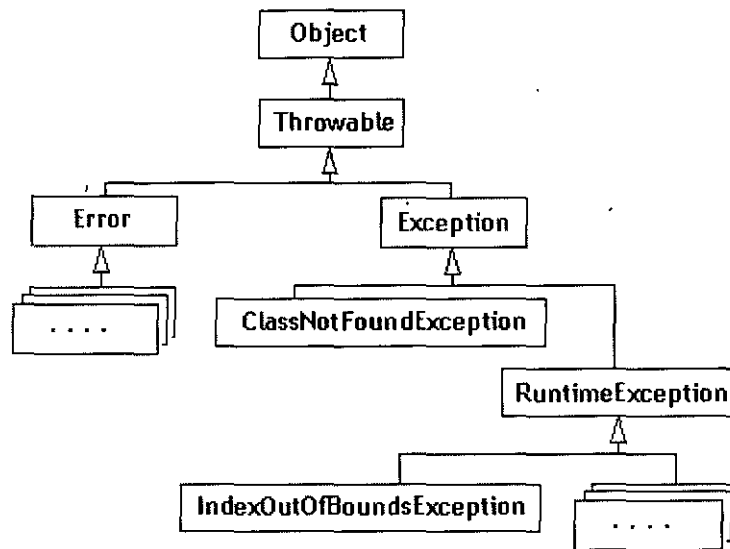 Object
Throwable
Error
Exception
. . . .
ClassNotFoundException
RuntimeException
IndexOutOfBoundsException
. . . .